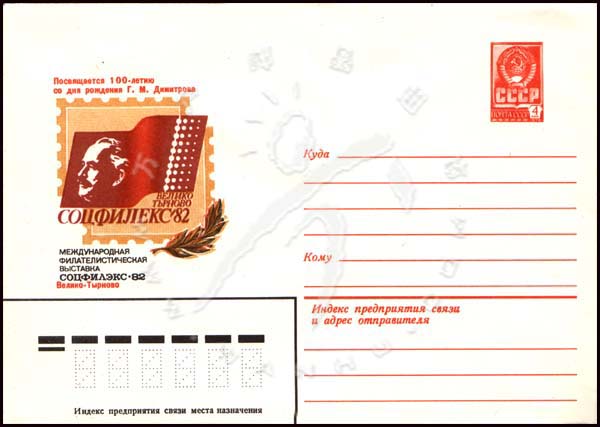 Посвящается 100-летию
со дня рождения Г. М. Димитрова
ВЕЛИКО
ТЪРНОВО
СОЦФИЛЕКС'82
МЕЖДУНАРОДНАЯ
ФИЛАТЕЛИСТИЧЕСКАЯ
ВЫСТАВКА
СОЦФИЛЭКС·82
Велико-Тырново
СССР
ПОЧТА СССР 4
Куда
Кому
Индекс предприятия связи
и адрес отправителя
Индекс предприятия связи места назначения